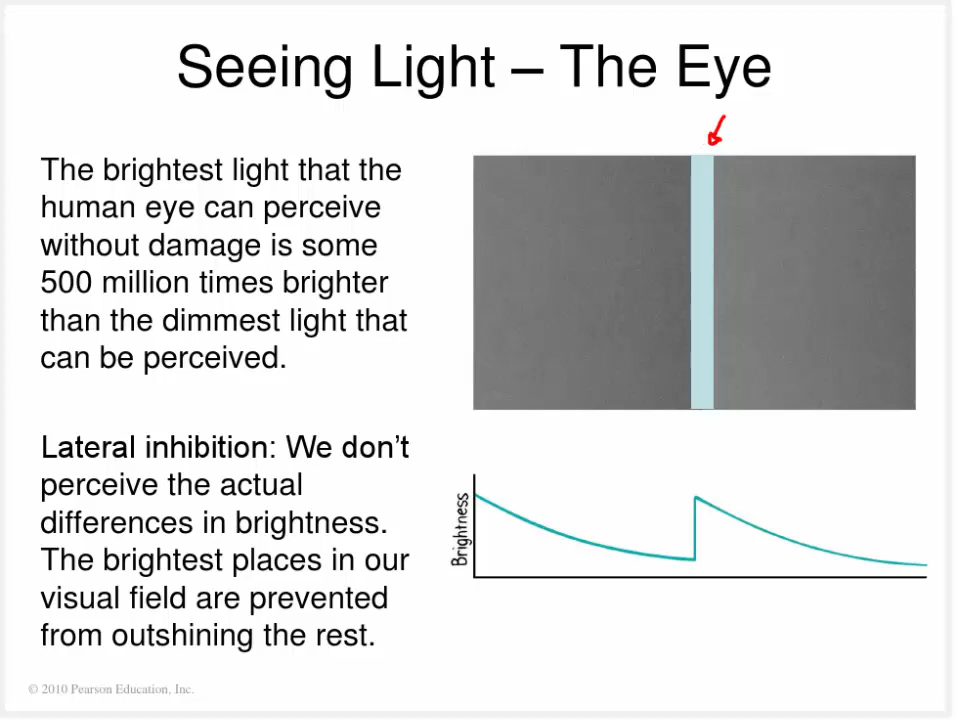 Seeing Light – The Eye
The brightest light that the
human eye can perceive
without damage is some
500 million times brighter
than the dimmest light that
can be perceived.
Lateral inhibition: We don’t
perceive the actual
differences in brightness.
The brightest places in our
visual field are prevented
from outshining the rest.
Brightness
© 2010 Pearson Education, Inc.